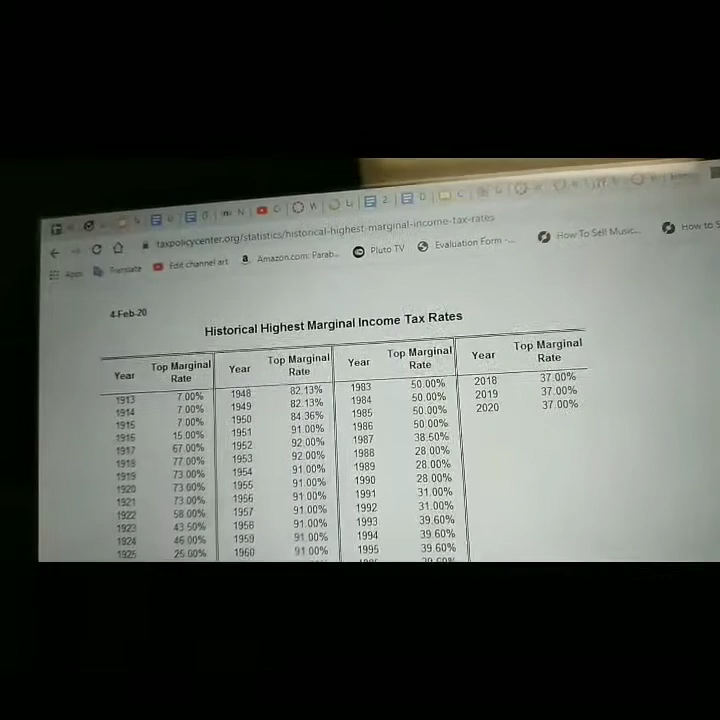 taxpolicycenter.org/statistics/historical-highest-marginal-income-tax-rates
Apps Translate Edit channel art Amazon.com: Parab... Pluto TV Evaluation Form -... How To Sell Music... How to S
4-Feb-20
Historical Highest Marginal Income Tax Rates
Year Top Marginal Rate Year Top Marginal Rate Year Top Marginal Rate Year Top Marginal Rate
1913 7.00% 1948 82.13% 1983 50.00% 2018 37.00%
1914 7.00% 1949 82.13% 1984 50.00% 2019 37.00%
1915 7.00% 1950 84.36% 1985 50.00% 2020 37.00%
1916 15.00% 1951 91.00% 1986 50.00%
1917 67.00% 1952 92.00% 1987 38.50%
1918 77.00% 1953 92.00% 1988 28.00%
1919 73.00% 1954 91.00% 1989 28.00%
1920 73.00% 1955 91.00% 1990 28.00%
1921 73.00% 1956 91.00% 1991 31.00%
1922 58.00% 1957 91.00% 1992 31.00%
1923 43.50% 1958 91.00% 1993 39.60%
1924 46.00% 1959 91.00% 1994 39.60%
1925 25.00% 1960 91.00% 1995 39.60%